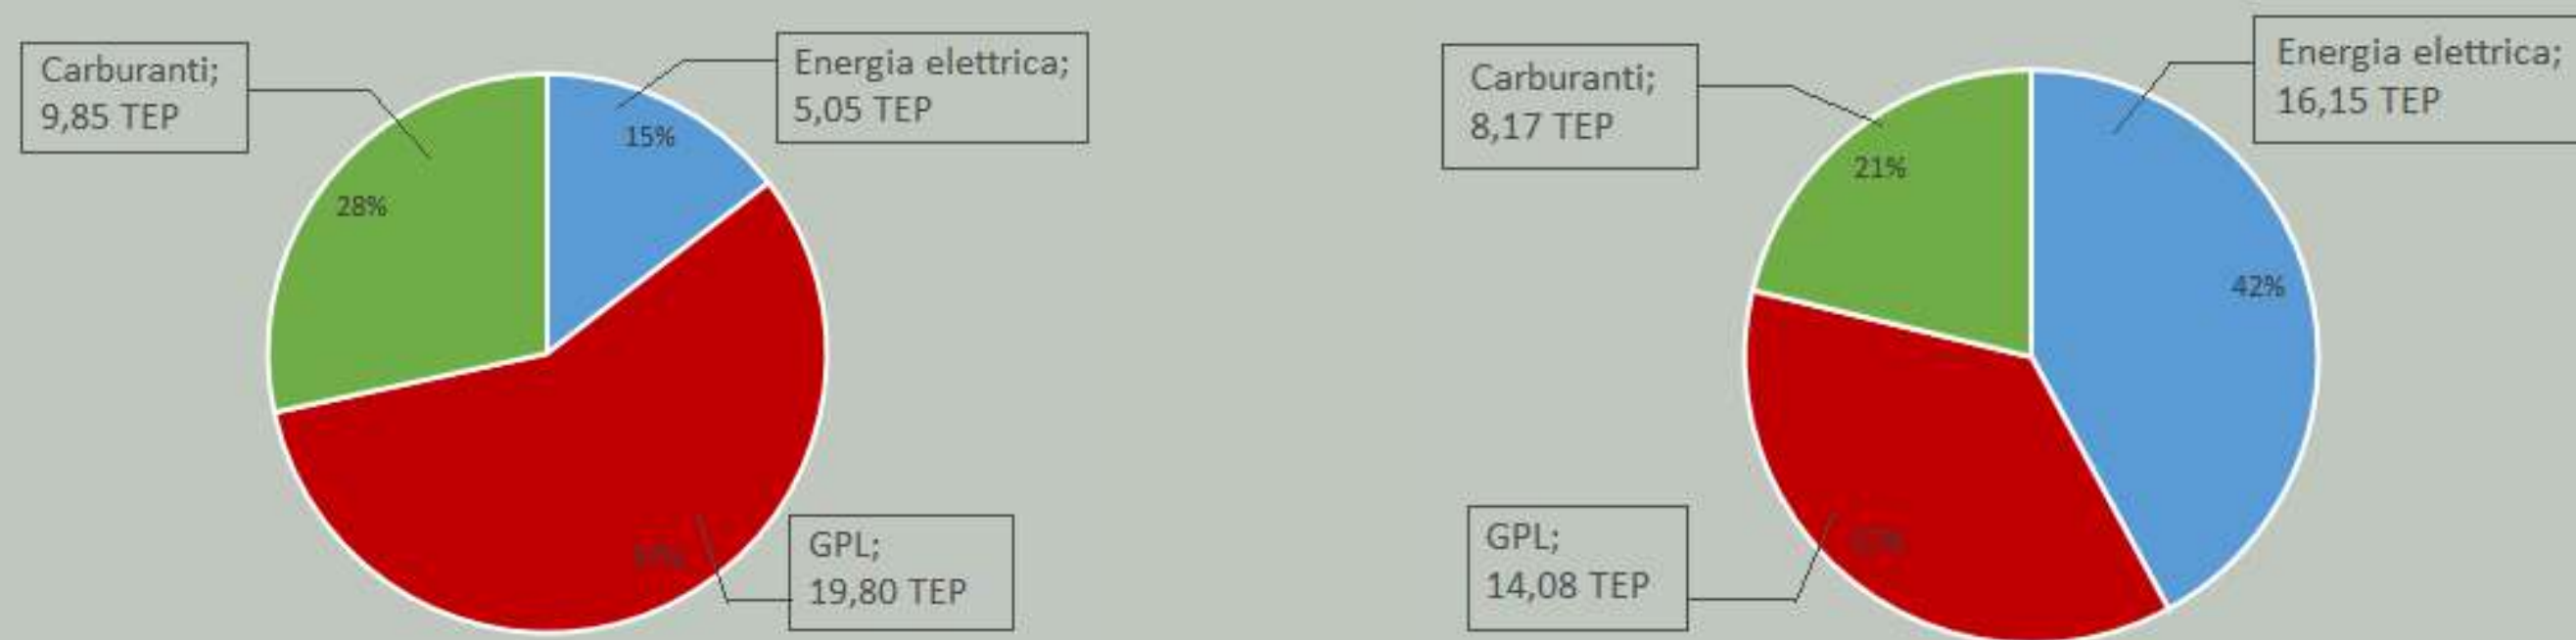 Carburanti;
9,85 TEP
Energia elettrica;
5,05 TEP
15%
28%
GPL;
19,80 TEP
Carburanti;
8,17 TEP
Energia elettrica;
16,15 TEP
21%
42%
GPL;
14,08 TEP